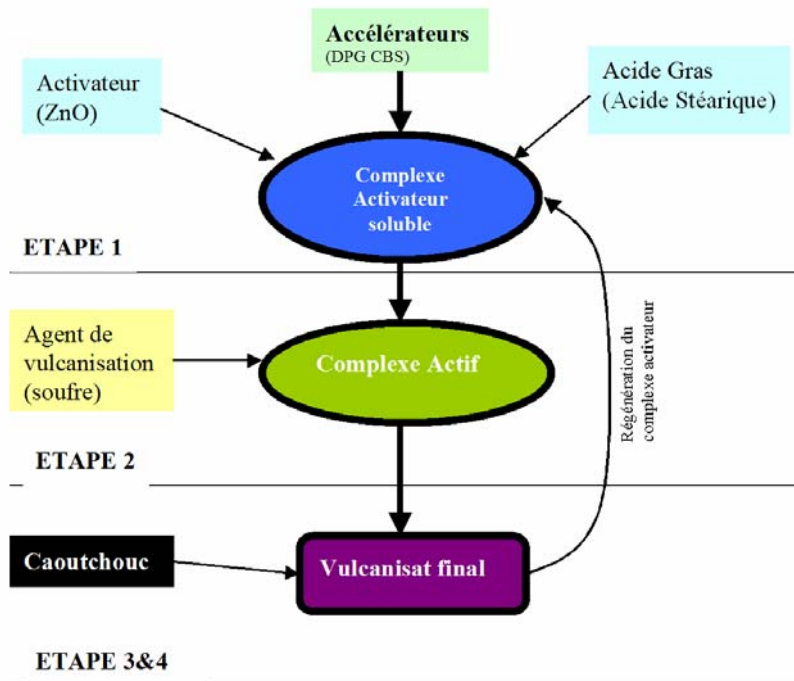 Accélérateurs
(DPG CBS)
Activateur
(ZnO)
Acide Gras
(Acide Stéarique)
Complexe
Activateur
soluble
ETAPE 1
Agent de
vulcanisation
(soufre)
Complexe Actif
Régénération du
complexe activateur
ETAPE 2
Caoutchouc
Vulcanisat final
ETAPE 3&4